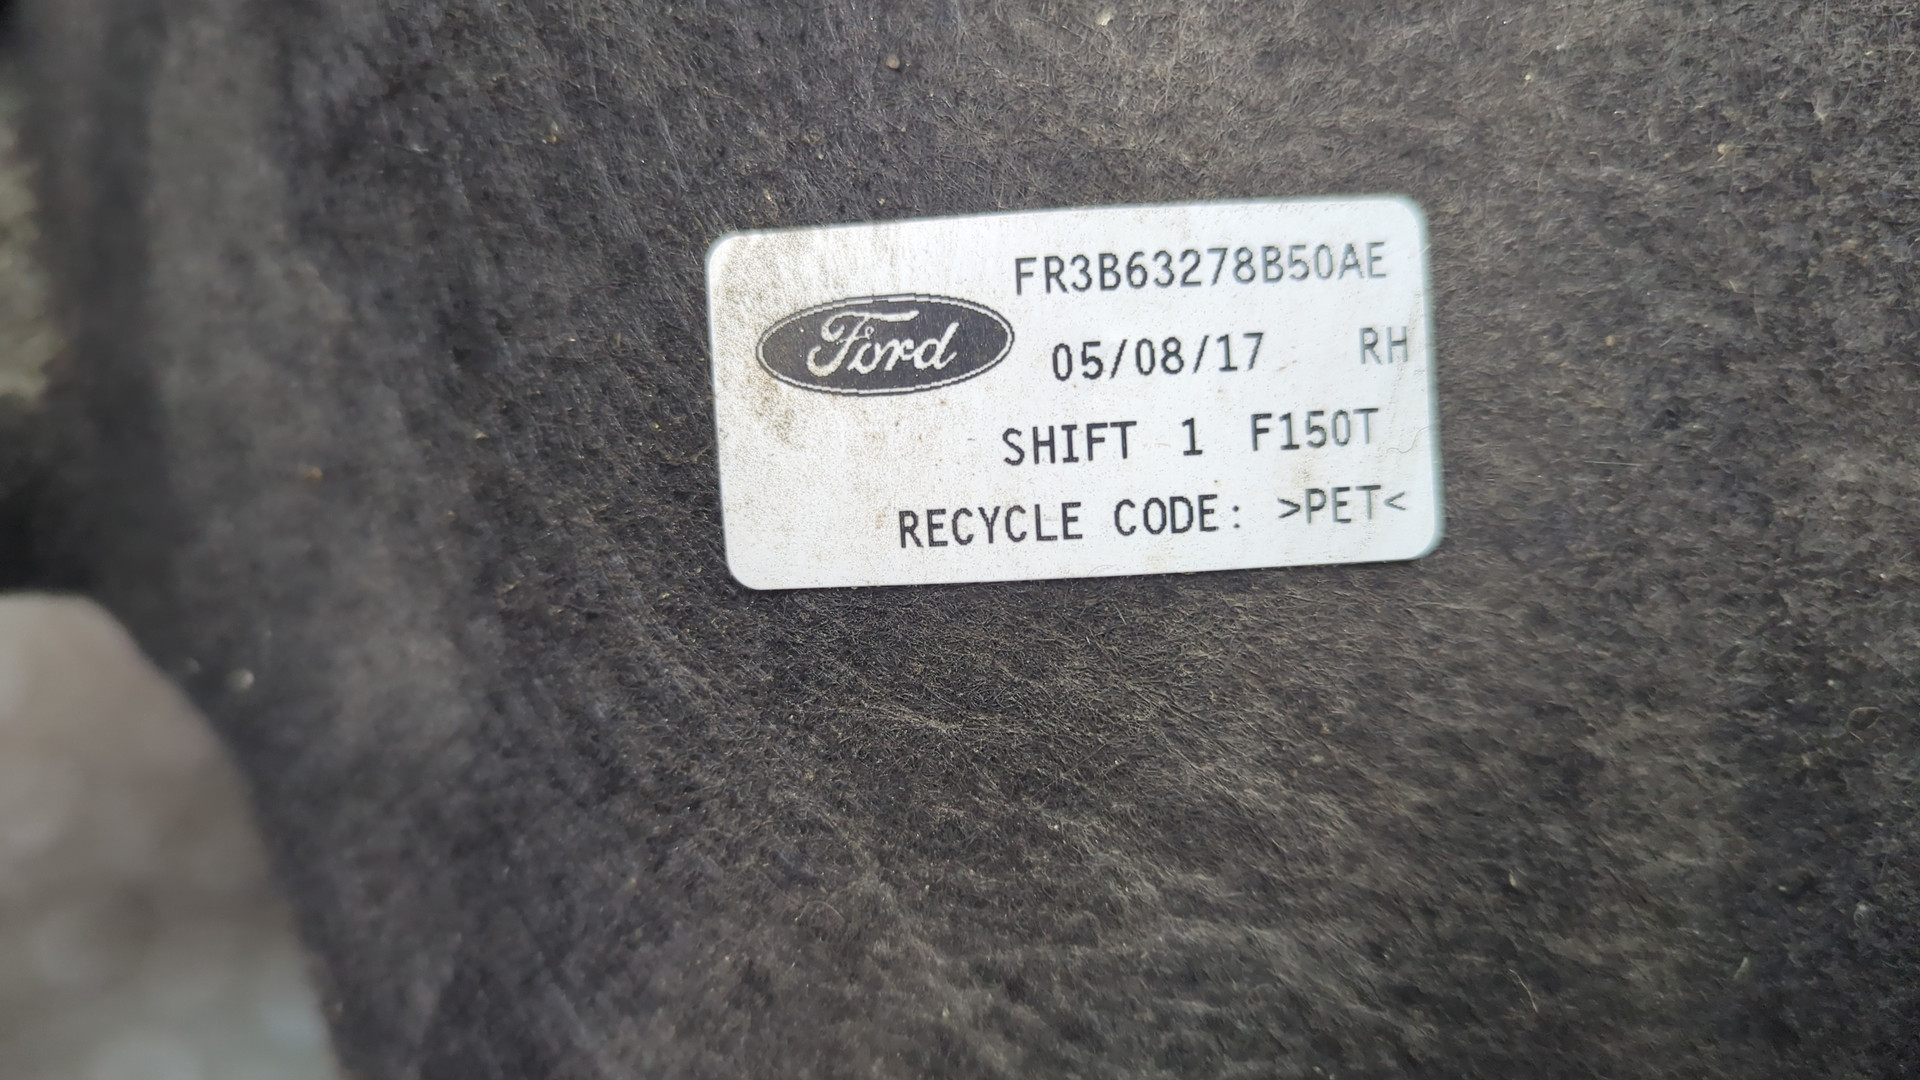 FR3B63278B50AE
Ford
05/08/17 RH
SHIFT 1 F150T
RECYCLE CODE: >PET<